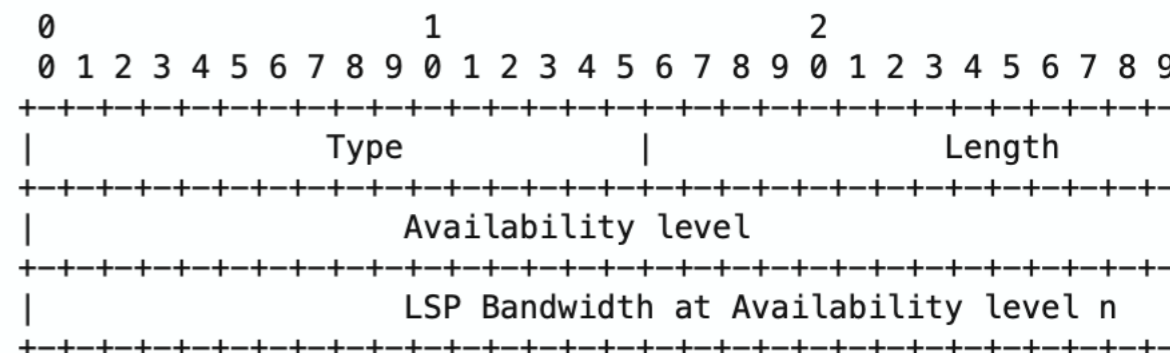 0                   1                   2
0 1 2 3 4 5 6 7 8 9 0 1 2 3 4 5 6 7 8 9 0 1 2 3 4 5 6 7 8 9
+-+-+-+-+-+-+-+-+-+-+-+-+-+-+-+-+-+-+-+-+-+-+-+-+-+-+-+-+-+-
|               Type            |               Length
+-+-+-+-+-+-+-+-+-+-+-+-+-+-+-+-+-+-+-+-+-+-+-+-+-+-+-+-+-+-
|                   Availability level
+-+-+-+-+-+-+-+-+-+-+-+-+-+-+-+-+-+-+-+-+-+-+-+-+-+-+-+-+-+-
|                   LSP Bandwidth at Availability level n
+-+-+-+-+-+-+-+-+-+-+-+-+-+-+-+-+-+-+-+-+-+-+-+-+-+-+-+-+-+-